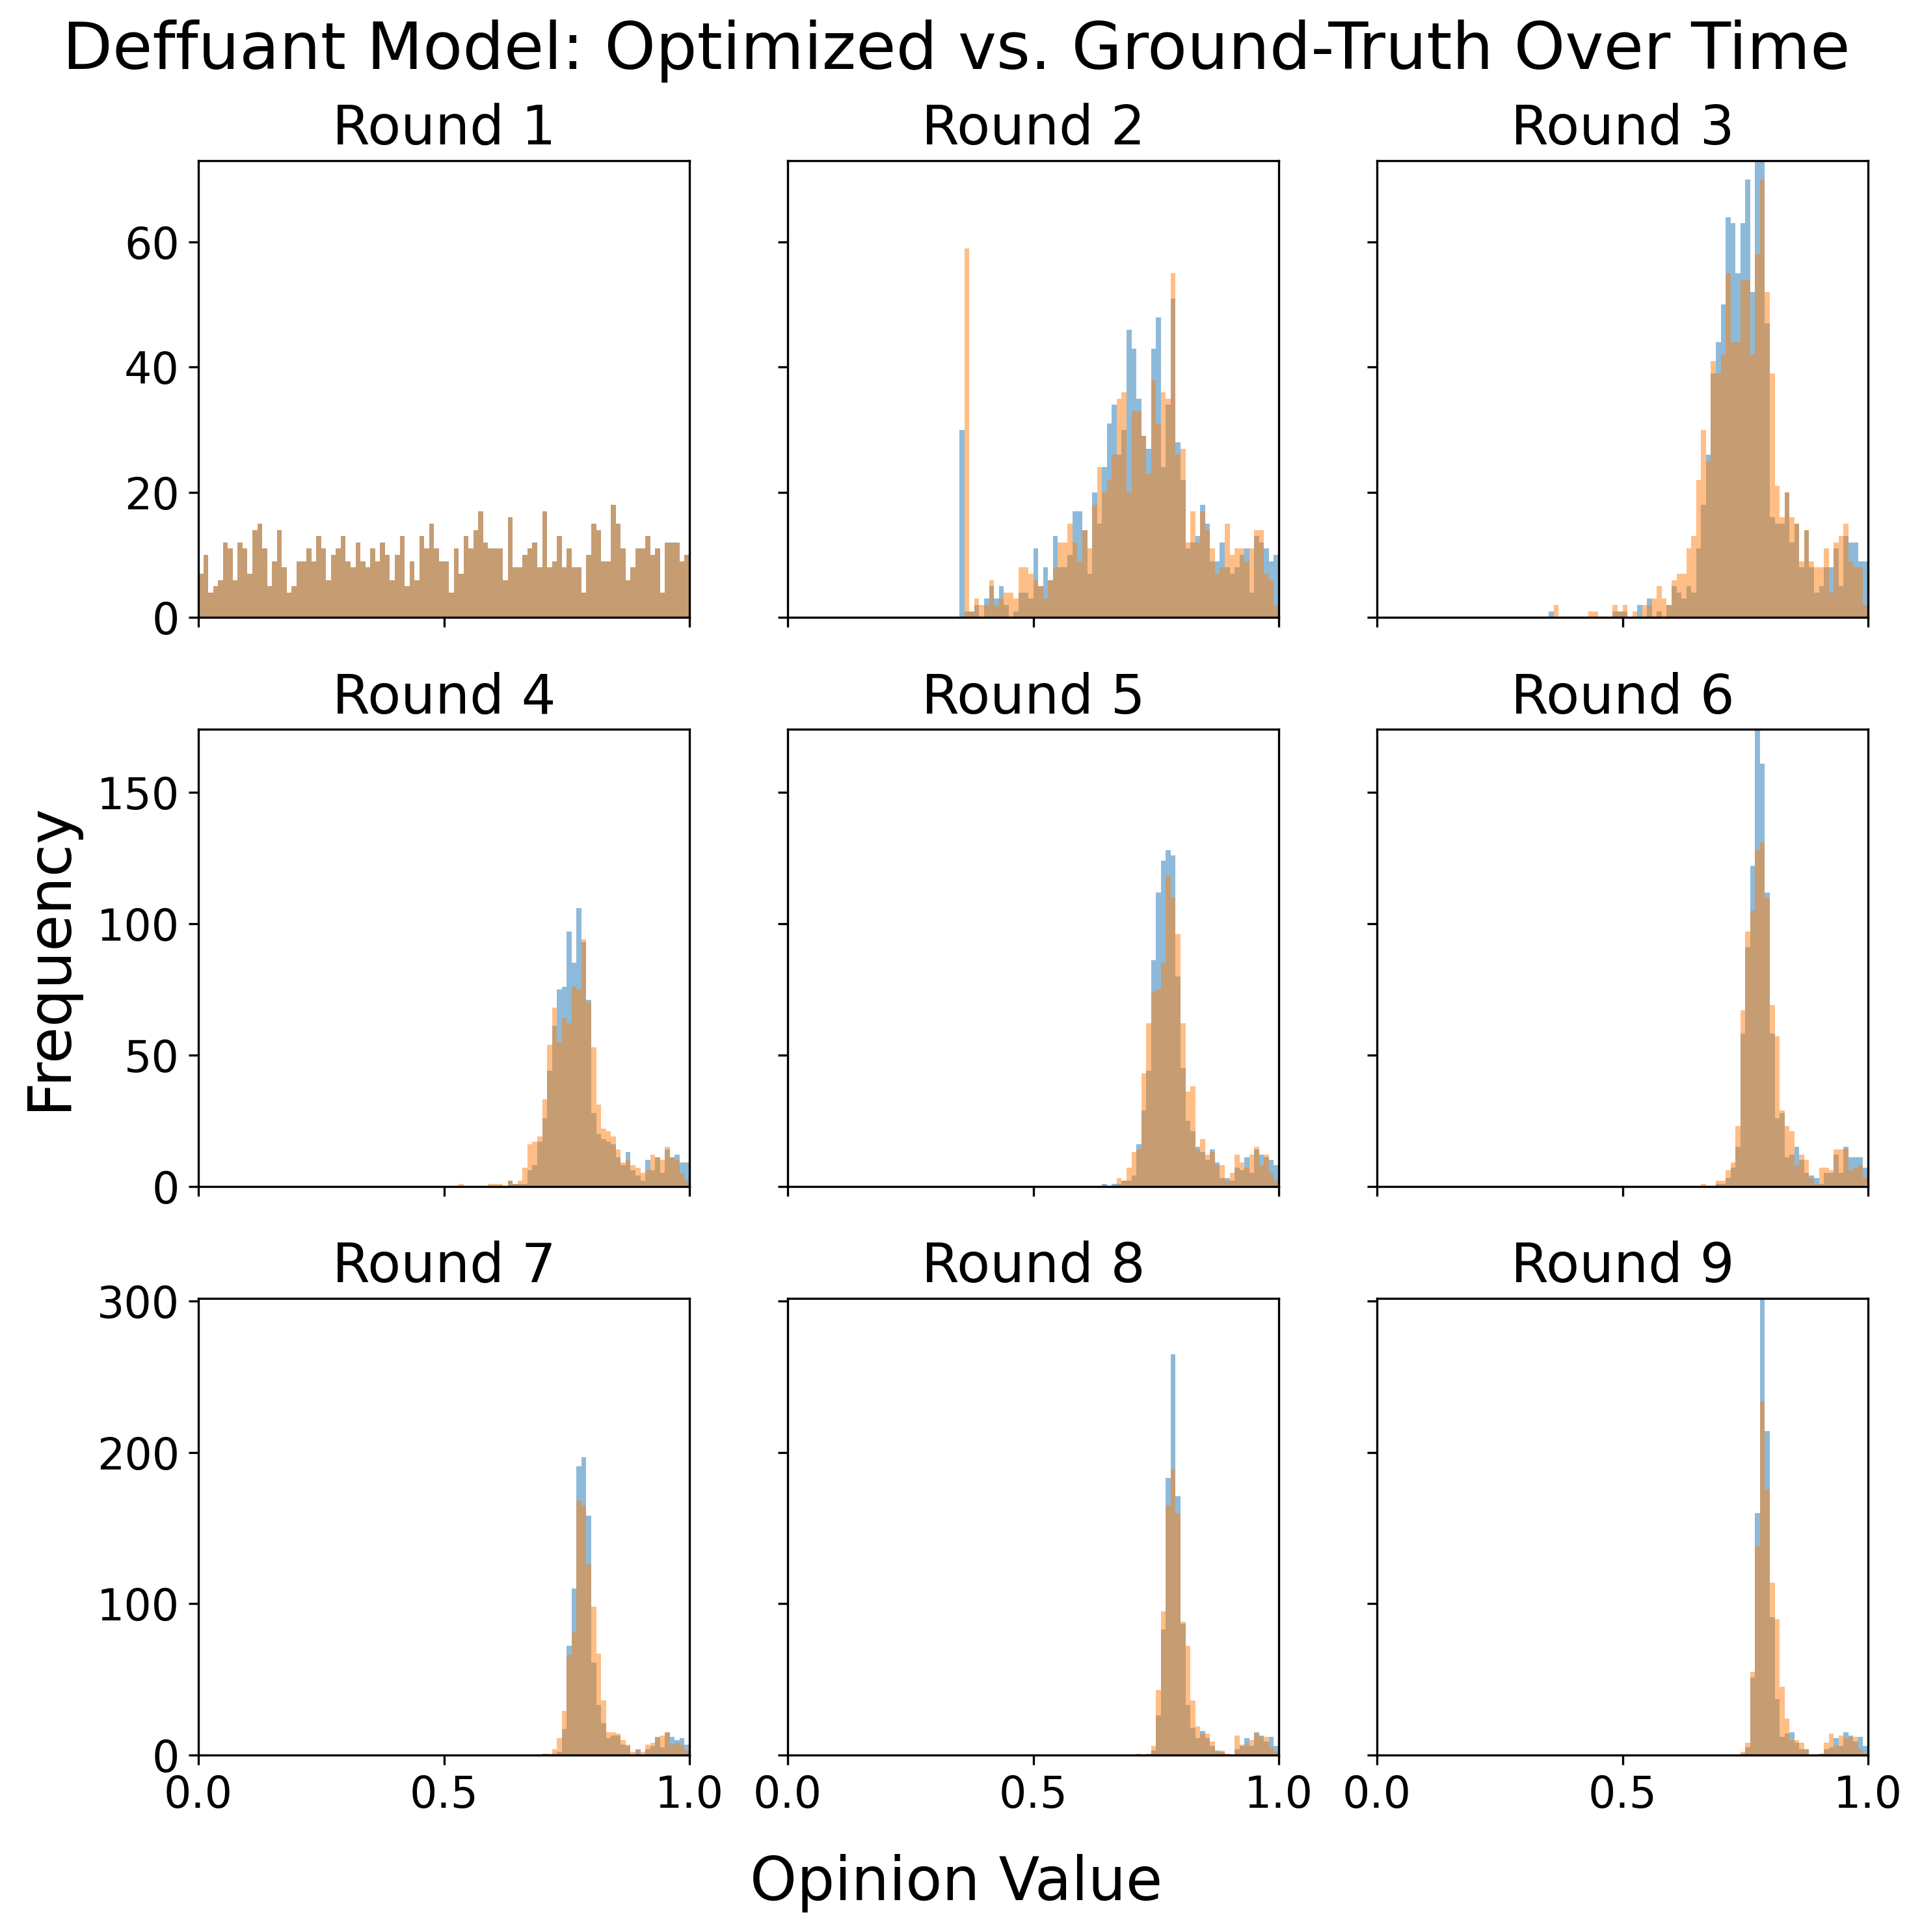 Deffuant Model: Optimized vs. Ground-Truth Over Time
Round 1
Round 2
Round 3
60
40
20
0
Round 4
Round 5
Round 6
150
100
50
0
Frequency
Round 7
Round 8
Round 9
300
200
100
0
0.0 0.5 1.0 0.0 0.5 1.0 0.0 0.5 1.0
Opinion Value